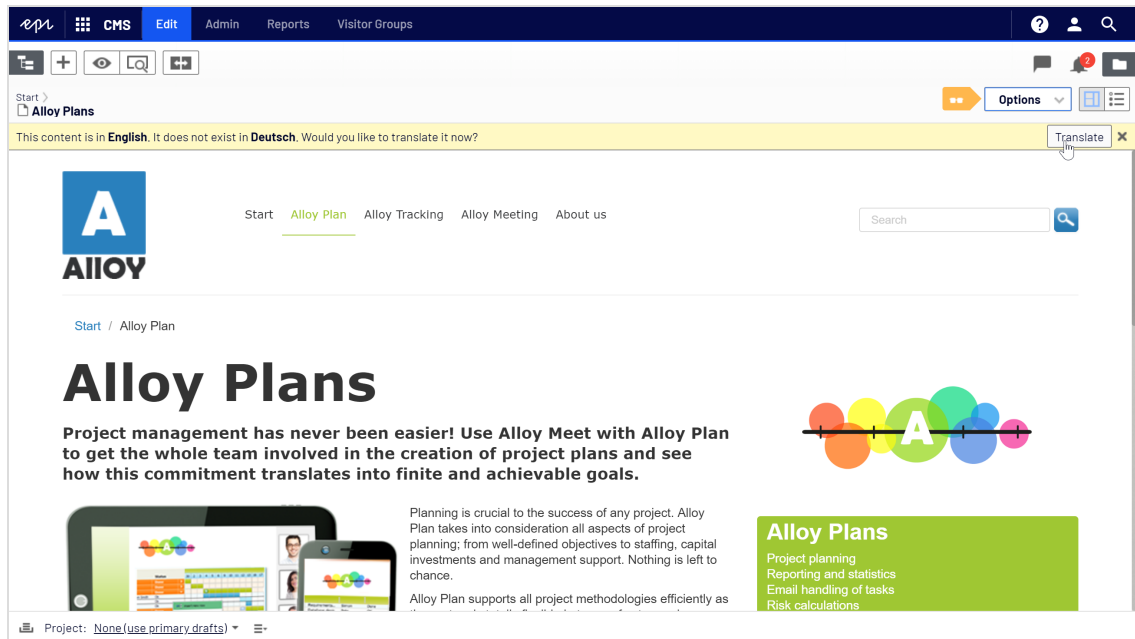 epi CMS Edit Admin Reports Visitor Groups
2
Start
Alloy Plans
Options
This content is in English. It does not exist in Deutsch. Would you like to translate it now?
Translate
A
Alloy
Start Alloy Plan Alloy Tracking Alloy Meeting About us
Search
Start / Alloy Plan
Alloy Plans
Project management has never been easier! Use Alloy Meet with Alloy Plan
to get the whole team involved in the creation of project plans and see
how this commitment translates into finite and achievable goals.
A
Planning is crucial to the success of any project. Alloy
Plan takes into consideration all aspects of project
planning; from well-defined objectives to staffing, capital
investments and management support. Nothing is left to
chance.
Alloy Plan supports all project methodologies efficiently as
Alloy Plans
Project planning
Reporting and statistics
Email handling of tasks
Risk calculations
Project: None (use primary drafts)